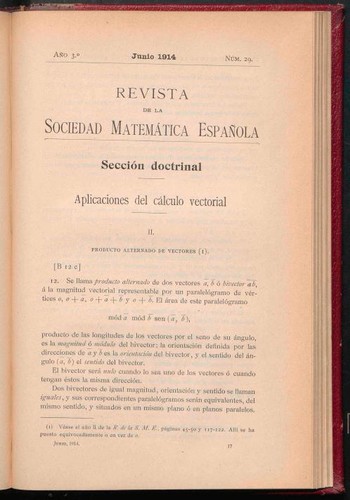 AÑO 3.º Junio 1914 NÚM. 29.
REVISTA
DE LA
SOCIEDAD MATEMÁTICA ESPAÑOLA
Sección doctrinal
Aplicaciones del cálculo vectorial
II.
PRODUCTO ALTERNADO DE VECTORES (1).
[B 12 c]
12. Se llama producto alternado de dos vectores a, b ó bivector ab,
á la magnitud vectorial representable por un paralelógramo de vér-
tices o, o + a, o + a + b y o + b. El área de este paralelógramo
mód a mód b sen (a, b),
producto de las longitudes de los vectores por el seno de su ángulo,
es la magnitud ó módulo del bivector; la orientación definida por las
direcciones de a y b es la orientación del bivector, y el sentido del án-
gulo (a, b) el sentido del bivector.
El bivector será nulo cuando lo sea uno de los vectores ó cuando
tengan éstos la misma dirección.
Dos bivectores de igual magnitud, orientación y sentido se llaman
iguales, y sus correspondientes paralelógramos serán equivalentes, del
mismo sentido, y situados en un mismo plano ó en planos paralelos.
(1) Véase el año II de la R. de la S. M. E., páginas 45-50 y 117-122. Allí se ha
puesto equivocadamente o en vez de
Junio, 1914.